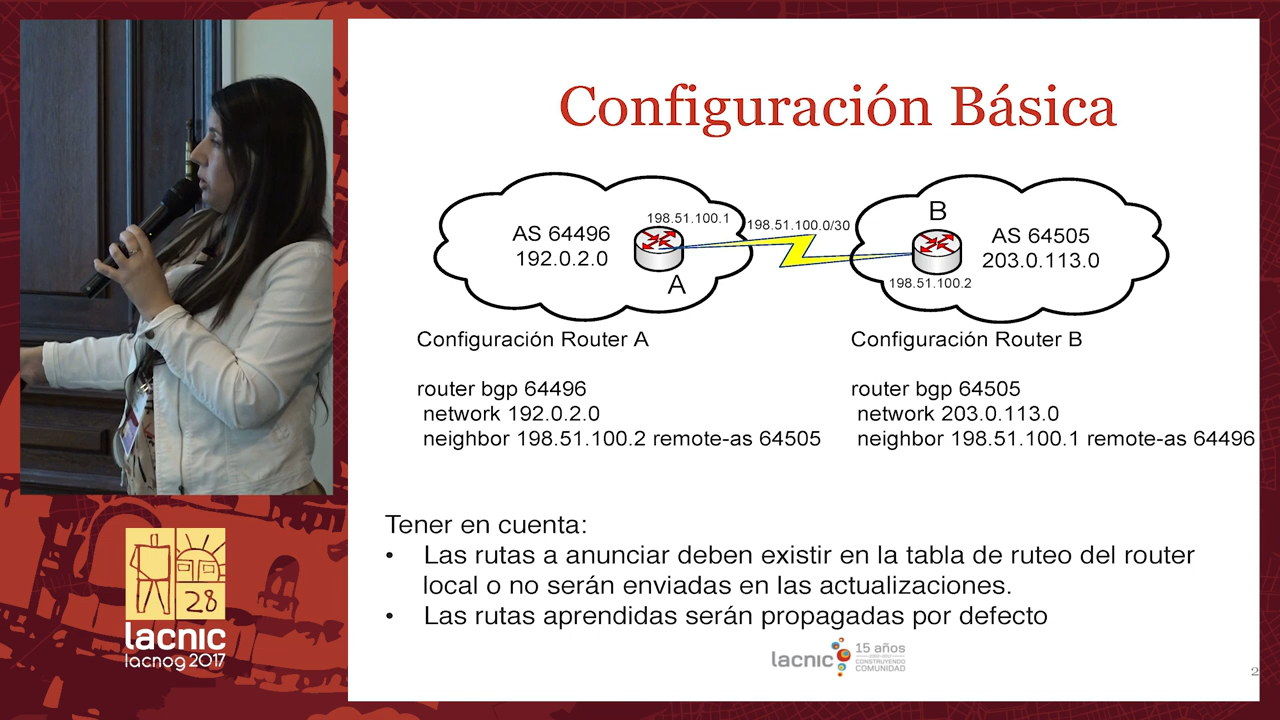 Configuración Básica
AS 64496
192.0.2.0
198.51.100.1
A
198.51.100.0/30
B
198.51.100.2
AS 64505
203.0.113.0
Configuración Router A
router bgp 64496
network 192.0.2.0
neighbor 198.51.100.2 remote-as 64505
Configuración Router B
router bgp 64505
network 203.0.113.0
neighbor 198.51.100.1 remote-as 64496
Tener en cuenta:
• Las rutas a anunciar deben existir en la tabla de ruteo del router
local o no serán enviadas en las actualizaciones.
• Las rutas aprendidas serán propagadas por defecto
lacnic
15 años
CONSTRUYENDO
COMUNIDAD
2
28
lacnic
lacnog 2017